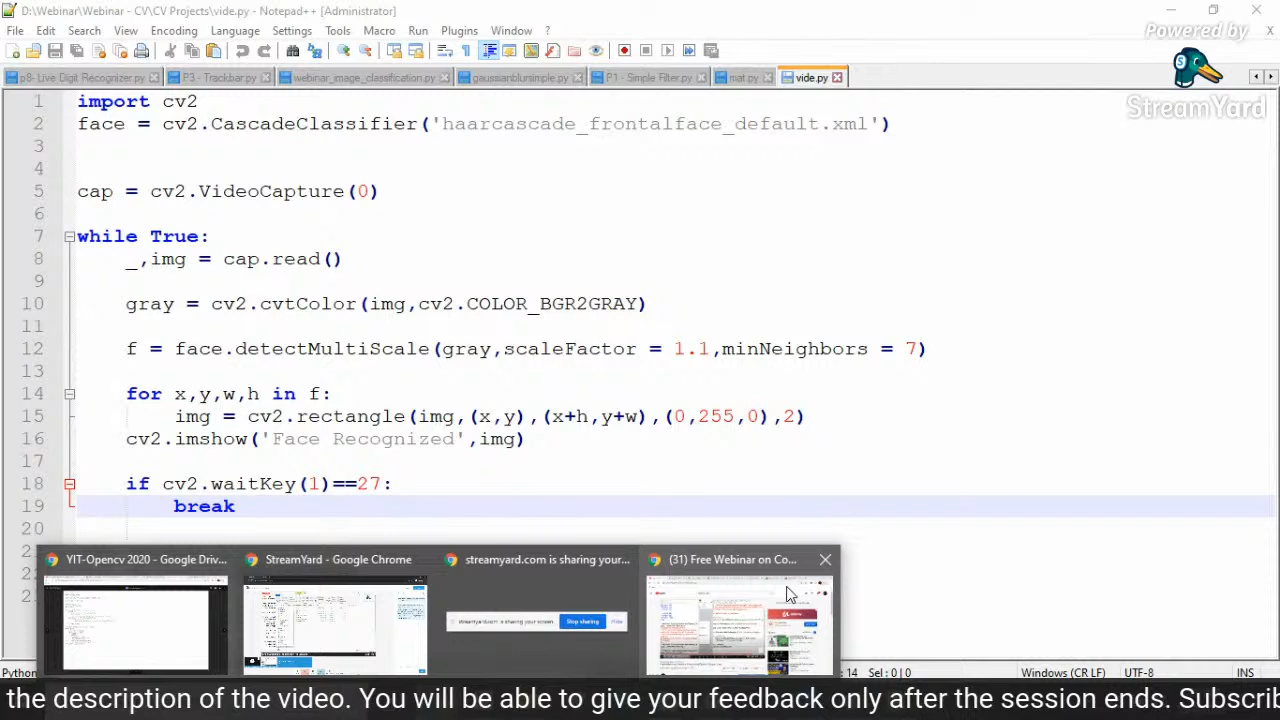 D:\Webinar\Webinar - CV\CV Projects\vide.py - Notepad++ [Administrator]
File Edit Search View Encoding Language Settings Tools Macro Run Plugins Window ?
Powered by
StreamYard
p8- Live Digit Recognizer.py P3 - Trackbar.py webinar_image_classification.py gaussianblunimple.py P1 - Simple Filter.py mat.py vide.py
1 import cv2
2 face = cv2.CascadeClassifier('haarcascade_frontalface_default.xml')
3
4
5 cap = cv2.VideoCapture(0)
6
7 while True:
8 _,img = cap.read()
9
10 gray = cv2.cvtColor(img,cv2.COLOR_BGR2GRAY)
11
12 f = face.detectMultiScale(gray,scaleFactor = 1.1,minNeighbors = 7)
13
14 for x,y,w,h in f:
15 img = cv2.rectangle(img,(x,y),(x+h,y+w),(0,255,0),2)
16 cv2.imshow('Face Recognized',img)
17
18 if cv2.waitKey(1)==27:
19 break
20
YIT-Opencv 2020 - Google Driv... StreamYard - Google Chrome streamyard.com is sharing your... (31) Free Webinar on Co...
streamyard.com is sharing your screen. Stop sharing Hide
14 Sel : 0 | 0 Windows (CR LF) UTF-8 INS
the description of the video. You will be able to give your feedback only after the session ends. Subscrib